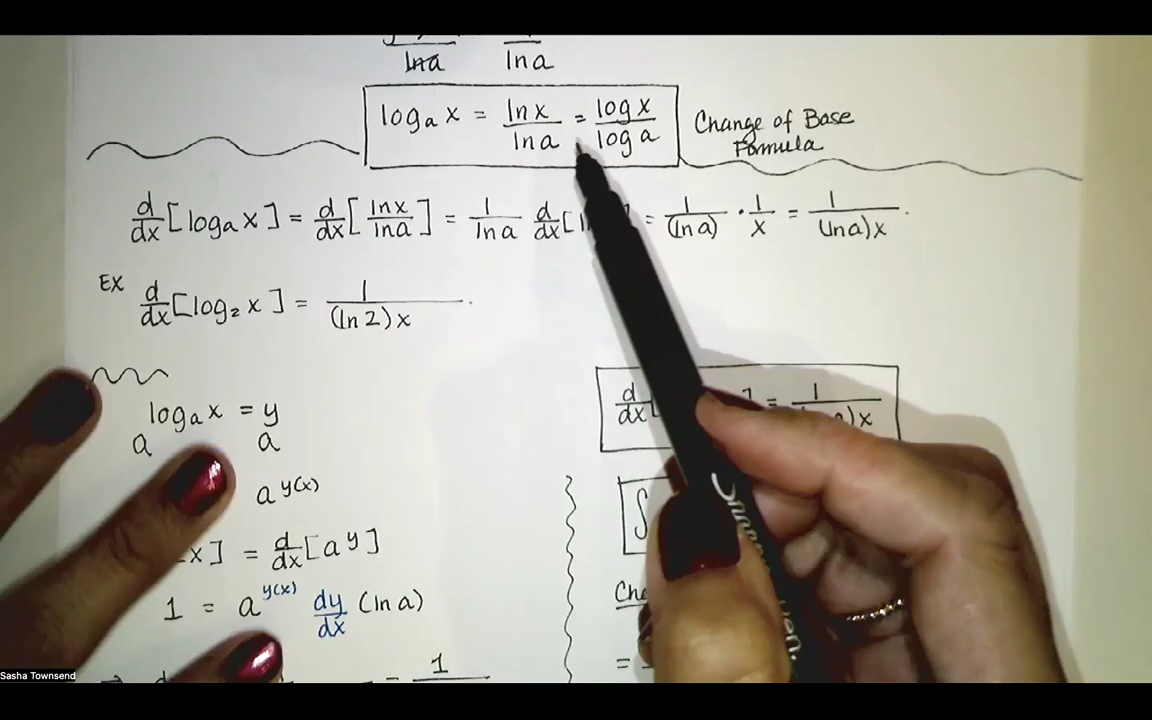 ln a    ln a
log_a x = ln x / ln a = log x / log a    Change of Base Formula
d/dx [log_a x] = d/dx [ln x / ln a] = 1 / ln a d/dx [ = 1 / (ln a) · 1/x = 1 / (ln a)x .
EX d/dx [log_2 x] = 1 / (ln 2)x .
log_a x = y
a    a
d/dx    = 1 /    )x
a^y(x)
∫
x] = d/dx [a^y]
1 = a^y(x) dy/dx (ln a)
= 1
=
Sharpie
Pen.
Sasha Townsend